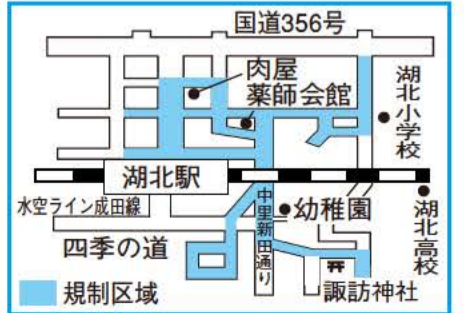 国道356号
肉屋
薬師会館
湖北小学校
湖北駅
水空ライン成田線
中里新田通り
幼稚園
湖北高校
四季の道
規制区域
諏訪神社